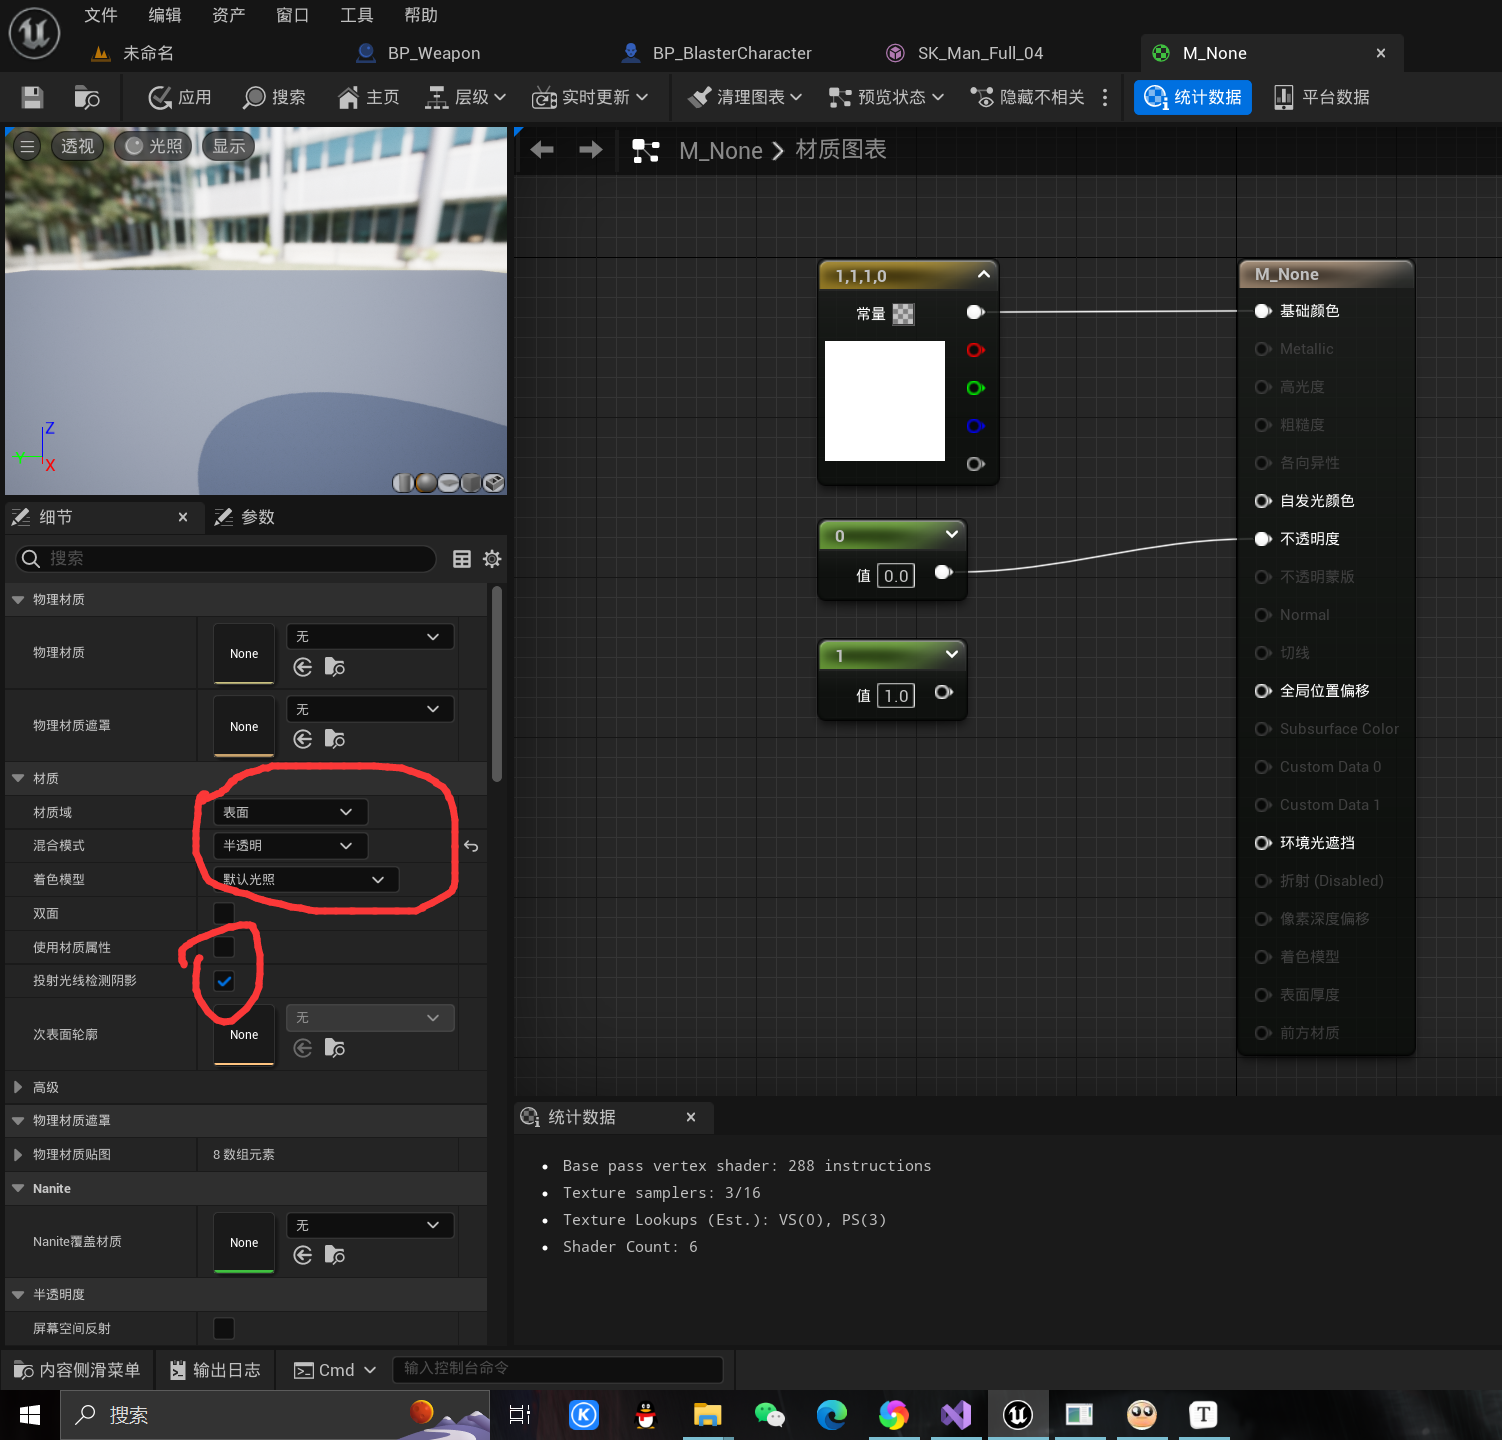 文件 编辑 资产 窗口 工具 帮助
未命名 BP_Weapon BP_BlasterCharacter SK_Man_Full_04 M_None
应用 搜索 主页 层级 实时更新 清理图表 预览状态 隐藏不相关 统计数据 平台数据
透视 光照 显示
M_None 材质图表
Z
Y
X
1,1,1,0
常量
0
值 0.0
1
值 1.0
M_None
基础颜色
Metallic
高光度
粗糙度
各向异性
自发光颜色
不透明度
不透明蒙版
Normal
切线
全局位置偏移
Subsurface Color
Custom Data 0
Custom Data 1
环境光遮挡
折射 (Disabled)
像素深度偏移
着色模型
表面厚度
前方材质
细节 参数
搜索
物理材质
物理材质 None 无
物理材质遮罩 None 无
材质
材质域 表面
混合模式 半透明
着色模型 默认光照
双面
使用材质属性
投射光线检测阴影
次表面轮廓 None 无
高级
物理材质遮罩
物理材质贴图 8 数组元素
Nanite
Nanite覆盖材质 None 无
半透明度
屏幕空间反射
统计数据
Base pass vertex shader: 288 instructions
Texture samplers: 3/16
Texture Lookups (Est.): VS(0), PS(3)
Shader Count: 6
内容侧滑菜单 输出日志 Cmd 输入控制台命令
搜索 K T